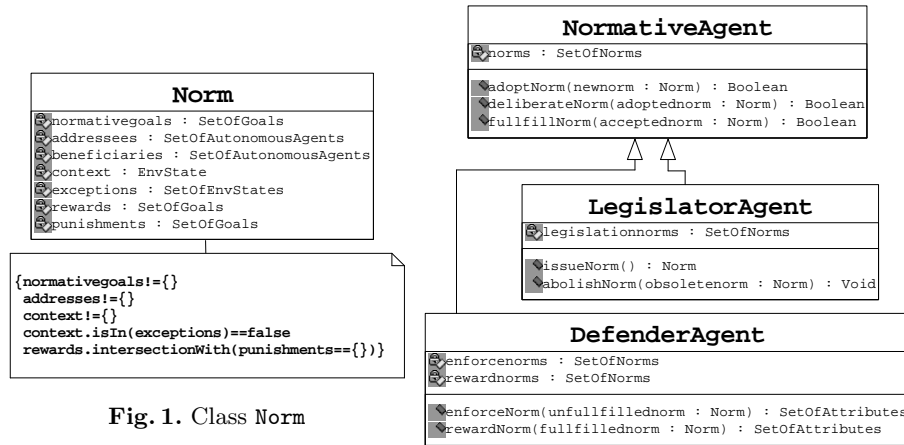 Norm
normativegoals : SetOfGoals
addressees : SetOfAutonomousAgents
beneficiaries : SetOfAutonomousAgents
context : EnvState
exceptions : SetOfEnvStates
rewards : SetOfGoals
punishments : SetOfGoals
{normativegoals!={}
addresses!={}
context!={}
context.isIn(exceptions)==false
rewards.intersectionWith(punishments=={})}
Fig. 1. Class Norm
NormativeAgent
norms : SetOfNorms
adoptNorm(newnorm : Norm) : Boolean
deliberateNorm(adoptednorm : Norm) : Boolean
fullfillNorm(acceptednorm : Norm) : Boolean
LegislatorAgent
legislationnorms : SetOfNorms
issueNorm() : Norm
abolishNorm(obsoletenorm : Norm) : Void
DefenderAgent
enforcenorms : SetOfNorms
rewardnorms : SetOfNorms
enforceNorm(unfullfillednorm : Norm) : SetOfAttributes
rewardNorm(fullfillednorm : Norm) : SetOfAttributes